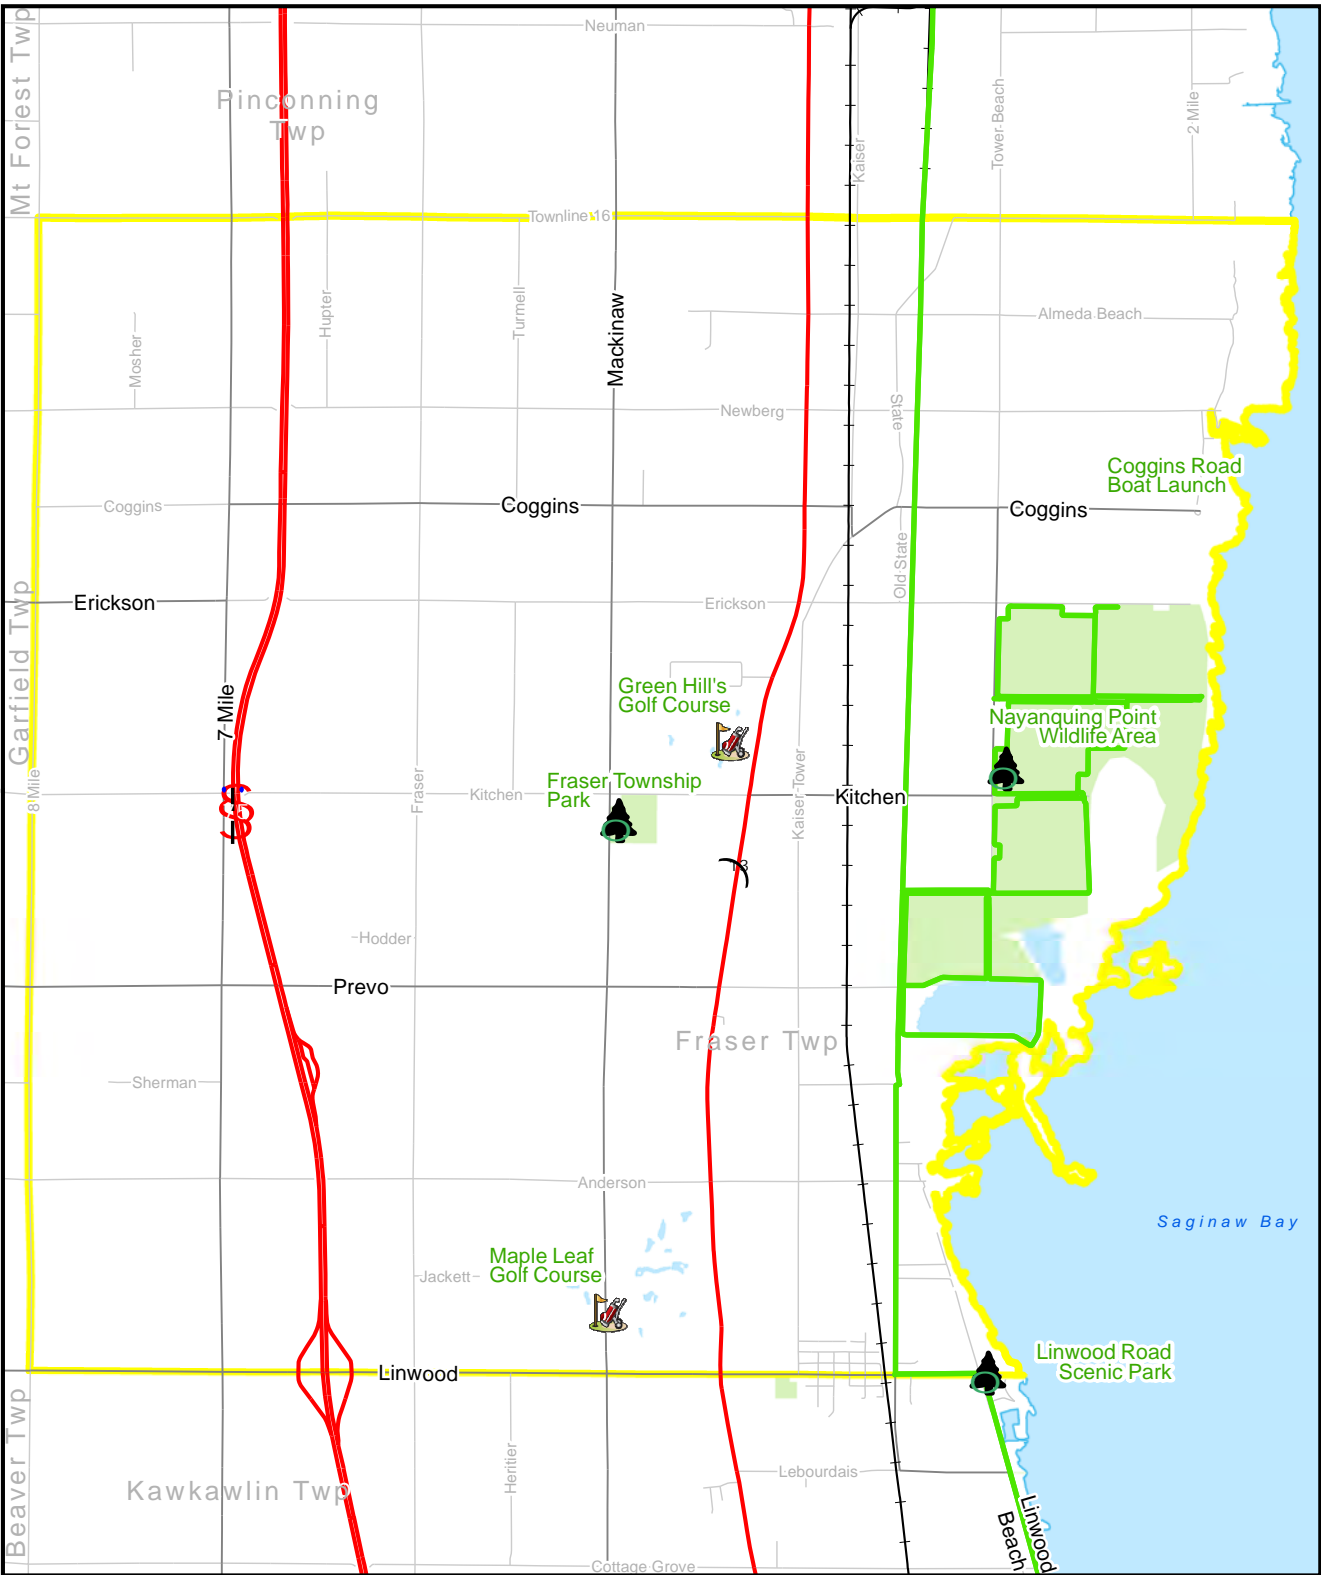 Neuman
Mt Forest Twp
Pinconning
Twp
Kaiser
Tower Beach
2 Mile
Townline 16
Mosher
Hupter
Turmell
Mackinaw
Almeda Beach
State
Newberg
Coggins Road
Boat Launch
Coggins
Coggins
Coggins
Old State
Erickson
Erickson
Garfield Twp
7 Mile
Green Hill's
Golf Course
Nayanquing Point
Wildlife Area
8 Mile
Fraser
Kitchen
Fraser Township
Park
Kaiser-Tower
Kitchen
13
Hodder
Prevo
Fraser Twp
Sherman
Anderson
Saginaw Bay
Maple Leaf
Golf Course
Jackett
Linwood
Linwood Road
Scenic Park
Beaver Twp
Kawkawlin Twp
Heritier
Lebourdais
Linwood
Beach
Cottage Grove